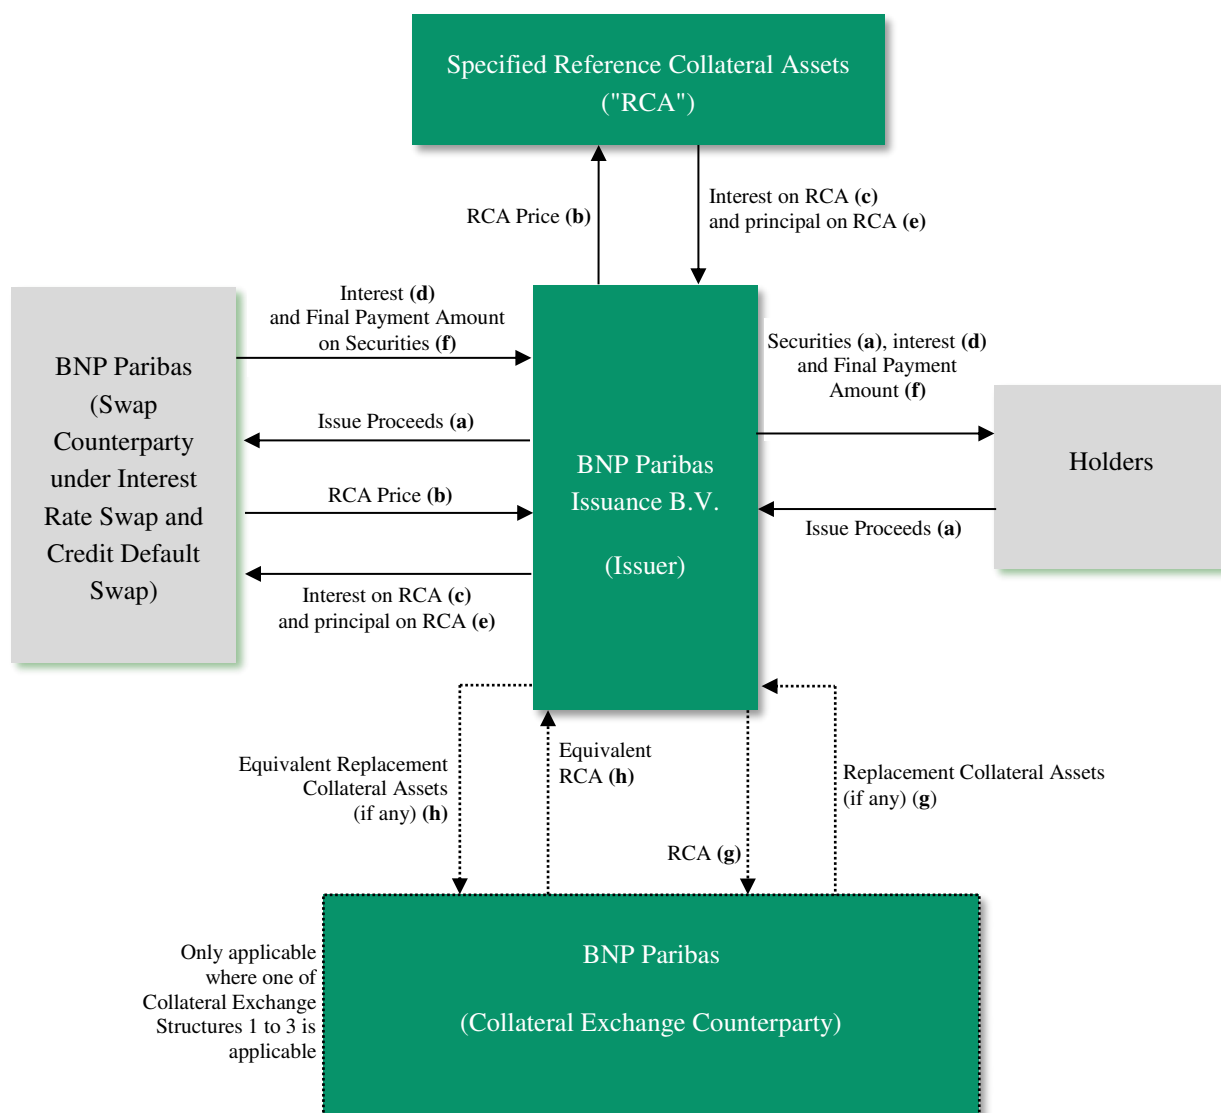 Specified Reference Collateral Assets
("RCA")
RCA Price (b)
Interest on RCA (c)
and principal on RCA (e)
Interest (d)
and Final Payment Amount
on Securities (f)
Securities (a), interest (d)
and Final Payment
Amount (f)
BNP Paribas
(Swap
Counterparty
under Interest
Rate Swap and
Credit Default
Swap)
Issue Proceeds (a)
RCA Price (b)
Interest on RCA (c)
and principal on RCA (e)
BNP Paribas
Issuance B.V.
(Issuer)
Holders
Issue Proceeds (a)
Equivalent Replacement
Collateral Assets
(if any) (h)
Equivalent
RCA (h)
RCA (g)
Replacement Collateral Assets
(if any) (g)
Only applicable
where one of
Collateral Exchange
Structures 1 to 3 is
applicable
BNP Paribas
(Collateral Exchange Counterparty)